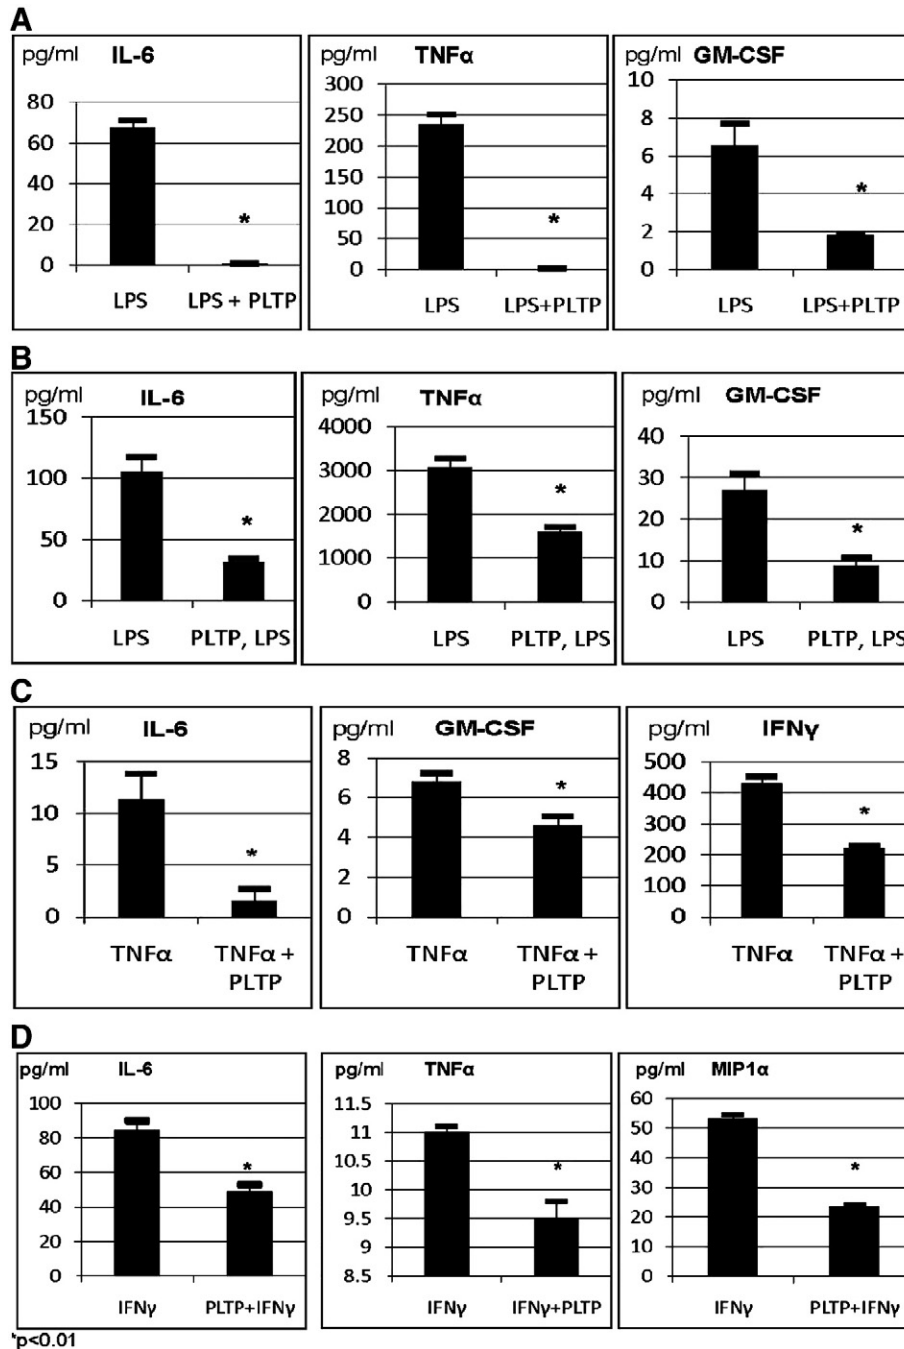 A
pg/ml IL-6
80
60
40
20
0
*
LPS LPS + PLTP
pg/ml TNFα
300
250
200
150
100
50
0
*
LPS LPS+PLTP
pg/ml GM-CSF
10
8
6
4
2
0
*
LPS LPS+PLTP
B
pg/ml IL-6
150
100
50
0
*
LPS PLTP, LPS
pg/ml TNFα
4000
3000
2000
1000
0
*
LPS PLTP, LPS
pg/ml GM-CSF
40
30
20
10
0
*
LPS PLTP, LPS
C
pg/ml IL-6
15
10
5
0
*
TNFα TNFα +
PLTP
pg/ml GM-CSF
8
6
4
2
0
*
TNFα TNFα +
PLTP
pg/ml IFNγ
500
400
300
200
100
0
*
TNFα TNFα +
PLTP
D
pg/ml IL-6
100
80
60
40
20
0
*
IFNγ PLTP+IFNγ
pg/ml TNFα
11.5
11
10.5
10
9.5
9
8.5
*
IFNγ IFNγ+PLTP
pg/ml MIP1α
60
50
40
30
20
10
0
*
IFNγ PLTP+IFNγ
*p<0.01